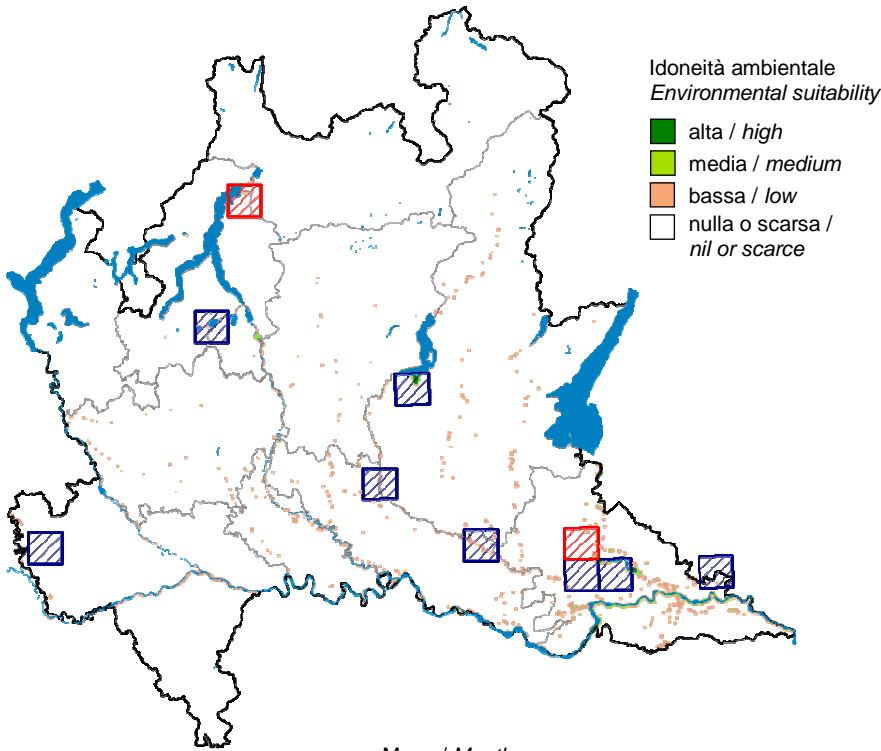 Idoneità ambientale
Environmental suitability
alta / high
media / medium
bassa / low
nulla o scarsa /
nil or scarce